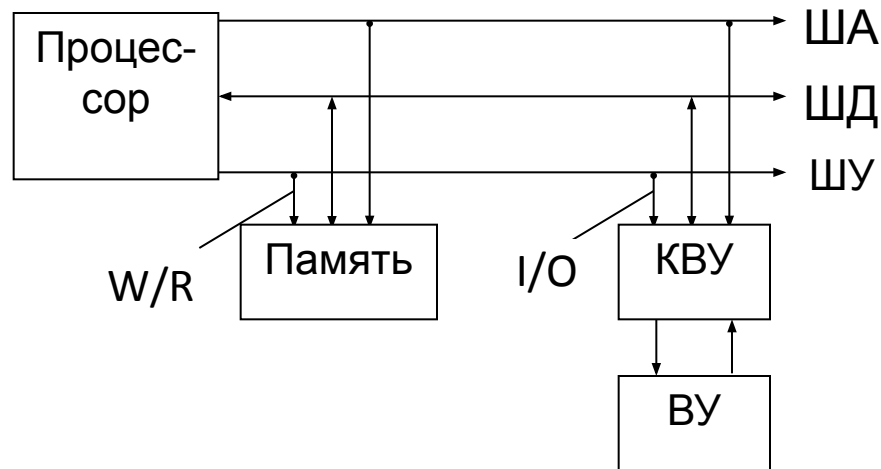 Процес-
сор
ША
ШД
ШУ
W/R
Память
I/O
КВУ
ВУ